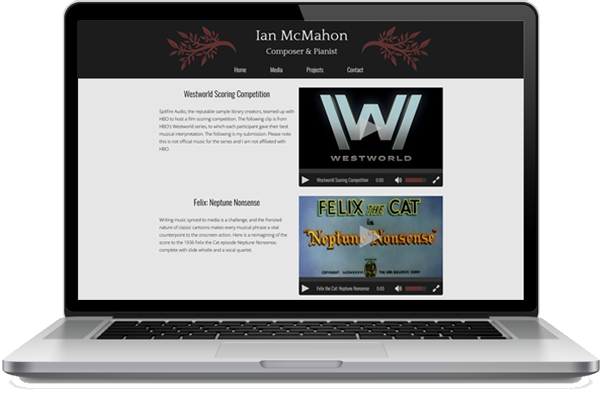 Ian McMahon
Composer & Pianist
Home Media Projects Contact
Westworld Scoring Competition
Spitfire Audio, the reputable sample library creators, teamed up with
HBO to host a film scoring competition. The following clip is from
HBO's Westworld series, to which each participant gave their best
musical interpretation. The following is my submission. Please note
this is not official music for the series and I am not affiliated with
HBO
W
WESTWORLD
Westworld Scoring Competition 0:00
Felix: Neptune Nonsense
Writing music synced to media is a challenge, and the frenzied
nature of classic cartoons makes every musical phrase a vital
counterpoint to the onscreen action. Here is a reimagining of the
score to the 1936 Felix the Cat episode Neptune Nonsense,
complete with slide whistle and a vocal quartet.
FELIX THE CAT
in
"Neptune Nonsense"
Felix the Cat: Neptune Nonsense 0:00